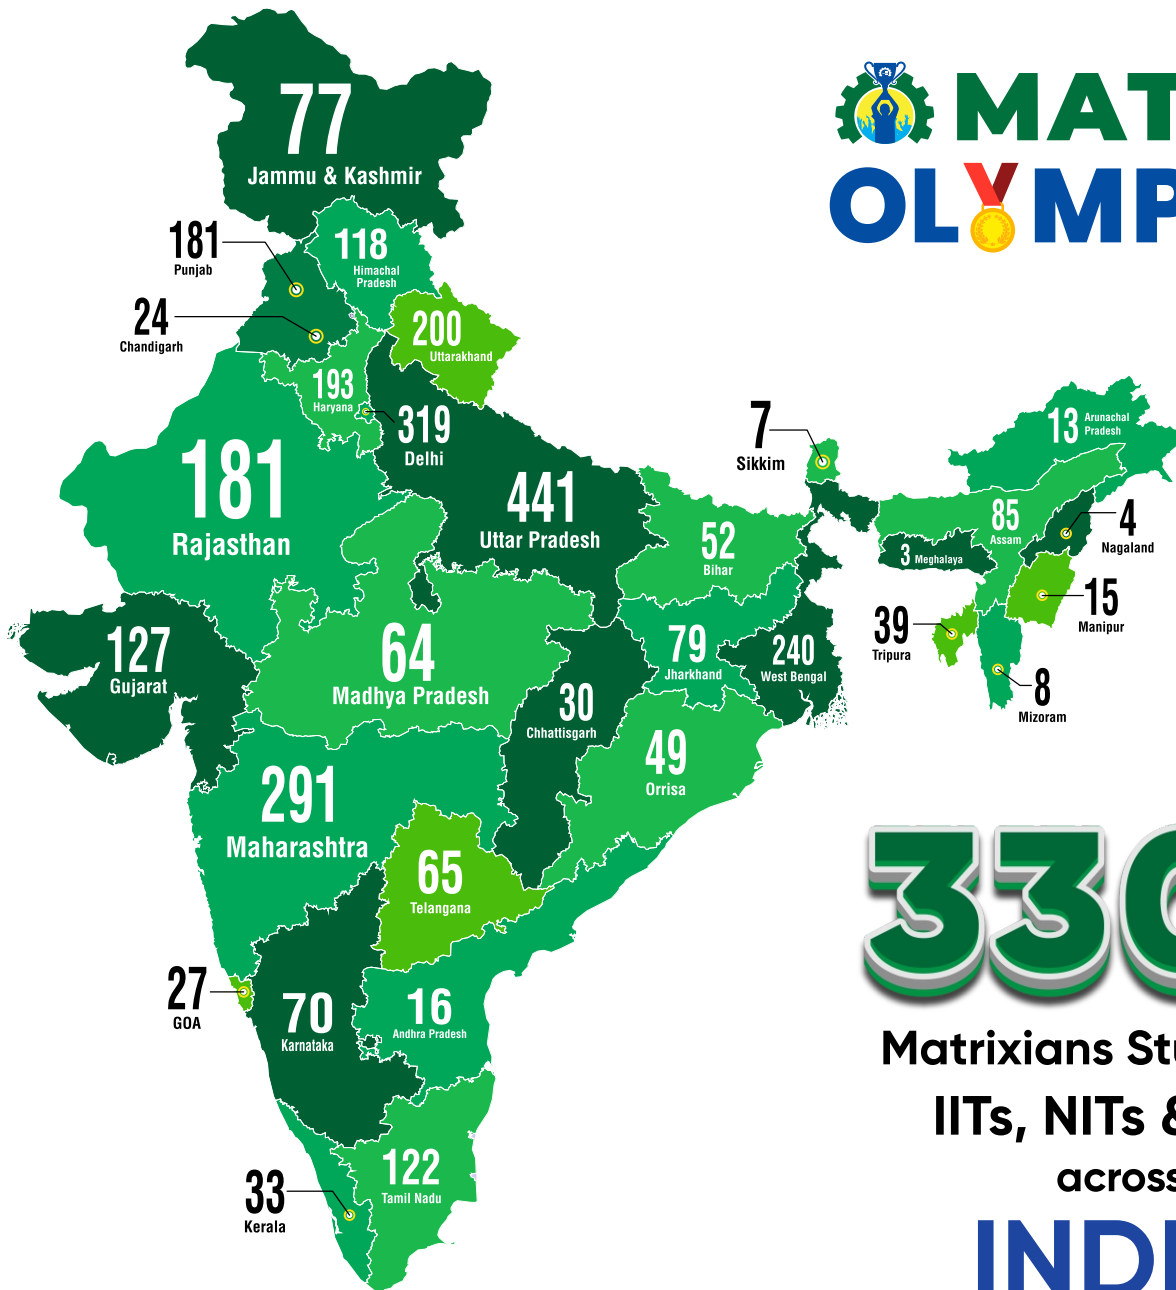 77
Jammu & Kashmir
MAT
OLYMP
181
Punjab
118
Himachal
Pradesh
24
Chandigarh
200
Uttarakhand
193
Haryana
319
Delhi
181
Rajasthan
441
Uttar Pradesh
7
Sikkim
13
Arunachal
Pradesh
52
Bihar
85
Assam
4
Nagaland
3 Meghalaya
15
Manipur
39
Tripura
8
Mizoram
127
Gujarat
64
Madhya Pradesh
79
Jharkhand
240
West Bengal
30
Chhattisgarh
49
Orrisa
291
Maharashtra
65
Telangana
27
GOA
70
Karnataka
16
Andhra Pradesh
122
Tamil Nadu
33
Kerala
330
Matrixians Stu
IITs, NITs &
across
INDI